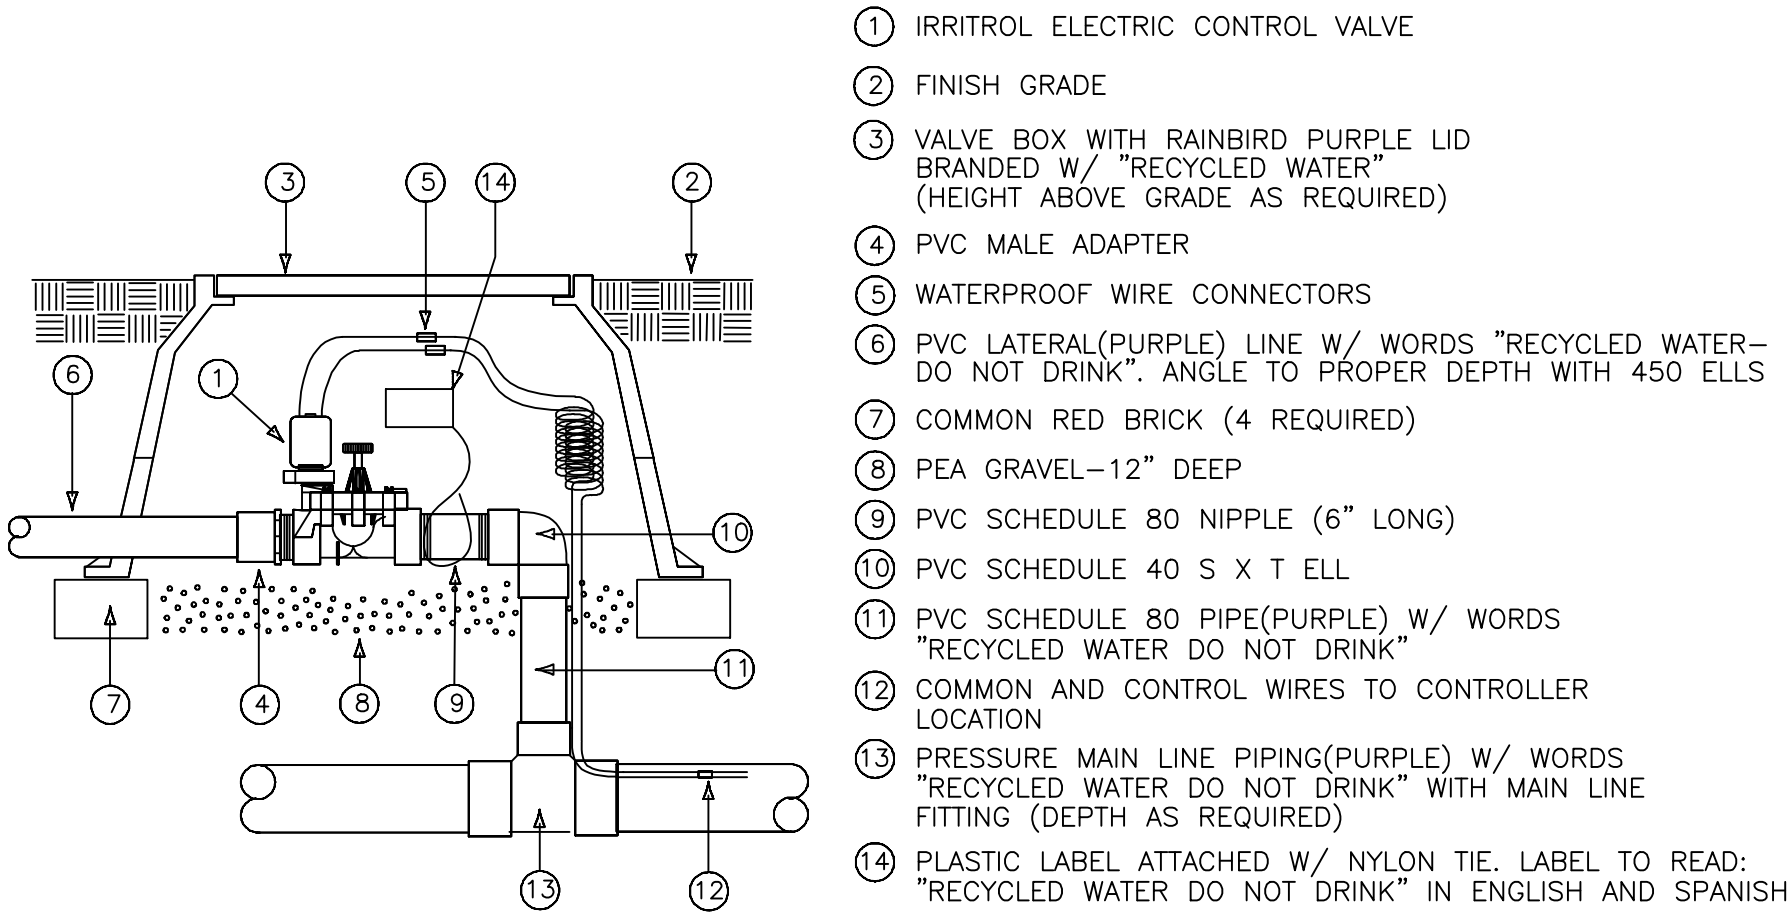 3
5
14
2
6
1
10
11
7
4
8
9
13
12
1 IRRITROL ELECTRIC CONTROL VALVE
2 FINISH GRADE
3 VALVE BOX WITH RAINBIRD PURPLE LID
BRANDED W/ "RECYCLED WATER"
(HEIGHT ABOVE GRADE AS REQUIRED)
4 PVC MALE ADAPTER
5 WATERPROOF WIRE CONNECTORS
6 PVC LATERAL(PURPLE) LINE W/ WORDS "RECYCLED WATER-
DO NOT DRINK". ANGLE TO PROPER DEPTH WITH 450 ELLS
7 COMMON RED BRICK (4 REQUIRED)
8 PEA GRAVEL-12" DEEP
9 PVC SCHEDULE 80 NIPPLE (6" LONG)
10 PVC SCHEDULE 40 S X T ELL
11 PVC SCHEDULE 80 PIPE(PURPLE) W/ WORDS
"RECYCLED WATER DO NOT DRINK"
12 COMMON AND CONTROL WIRES TO CONTROLLER
LOCATION
13 PRESSURE MAIN LINE PIPING(PURPLE) W/ WORDS
"RECYCLED WATER DO NOT DRINK" WITH MAIN LINE
FITTING (DEPTH AS REQUIRED)
14 PLASTIC LABEL ATTACHED W/ NYLON TIE. LABEL TO READ:
"RECYCLED WATER DO NOT DRINK" IN ENGLISH AND SPANISH